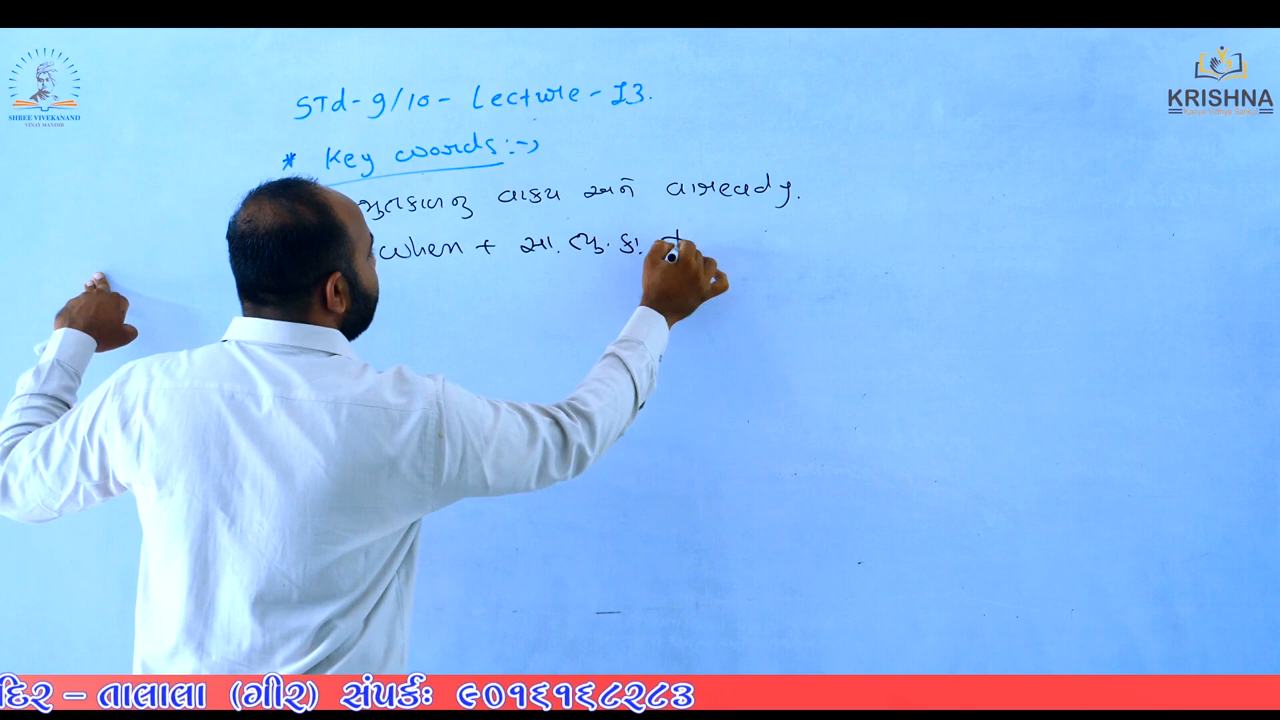 SHREE VIVEKANAND
VINAY MANDIR
KRISHNA
STd-9/10- Lecture-13.
* Key words:->
ભુતકાળનુ વાકય અને already.
when + સા. ભુ. કા.
દિર – તાલાલા (ગીર) સંપર્કઃ ૯૦૧૬૧૬૮૨૮૩